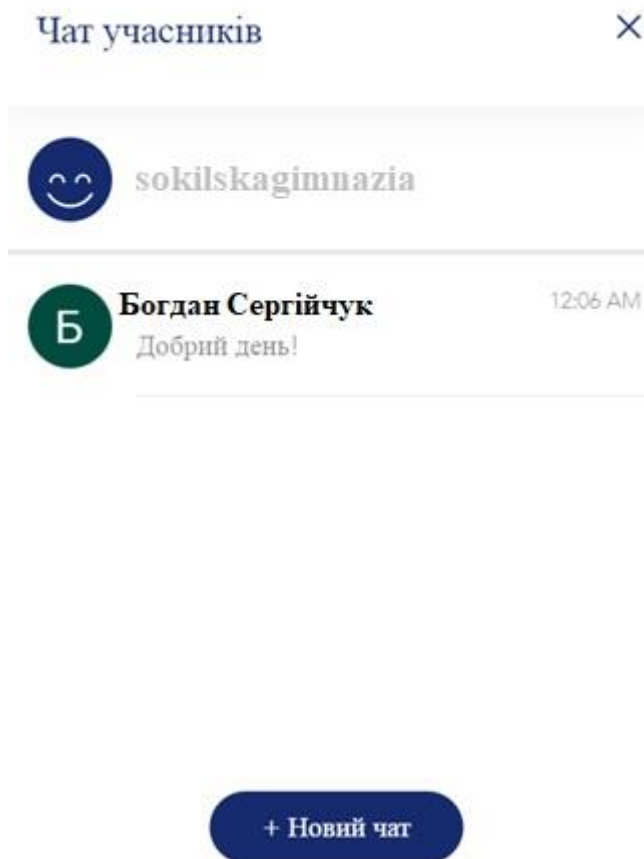 Чат учасників
sokilskagimnazia
Богдан Сергійчук
12:06 AM
Добрий день!
+ Новий чат